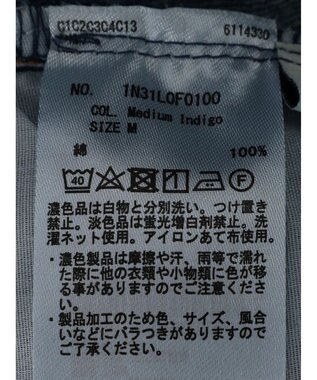 C1C2C3C4C13 6114330
NO. 1N31L0F0100
COL. Medium Indigo
SIZE M
綿 100%
40 F
濃色品は白物と分別洗い。つけ置き
禁止。淡色品は蛍光増白剤禁止。洗
濯ネット使用。アイロンあて布使用。
・濃色製品は摩擦や汗、雨等で濡れ
た際に他の衣類や小物類に色が移
る事がありますのでご注意くださ
い。
・製品加工のため色、サイズ、風合
いなどにバラつきがありますのでご
了承ください。